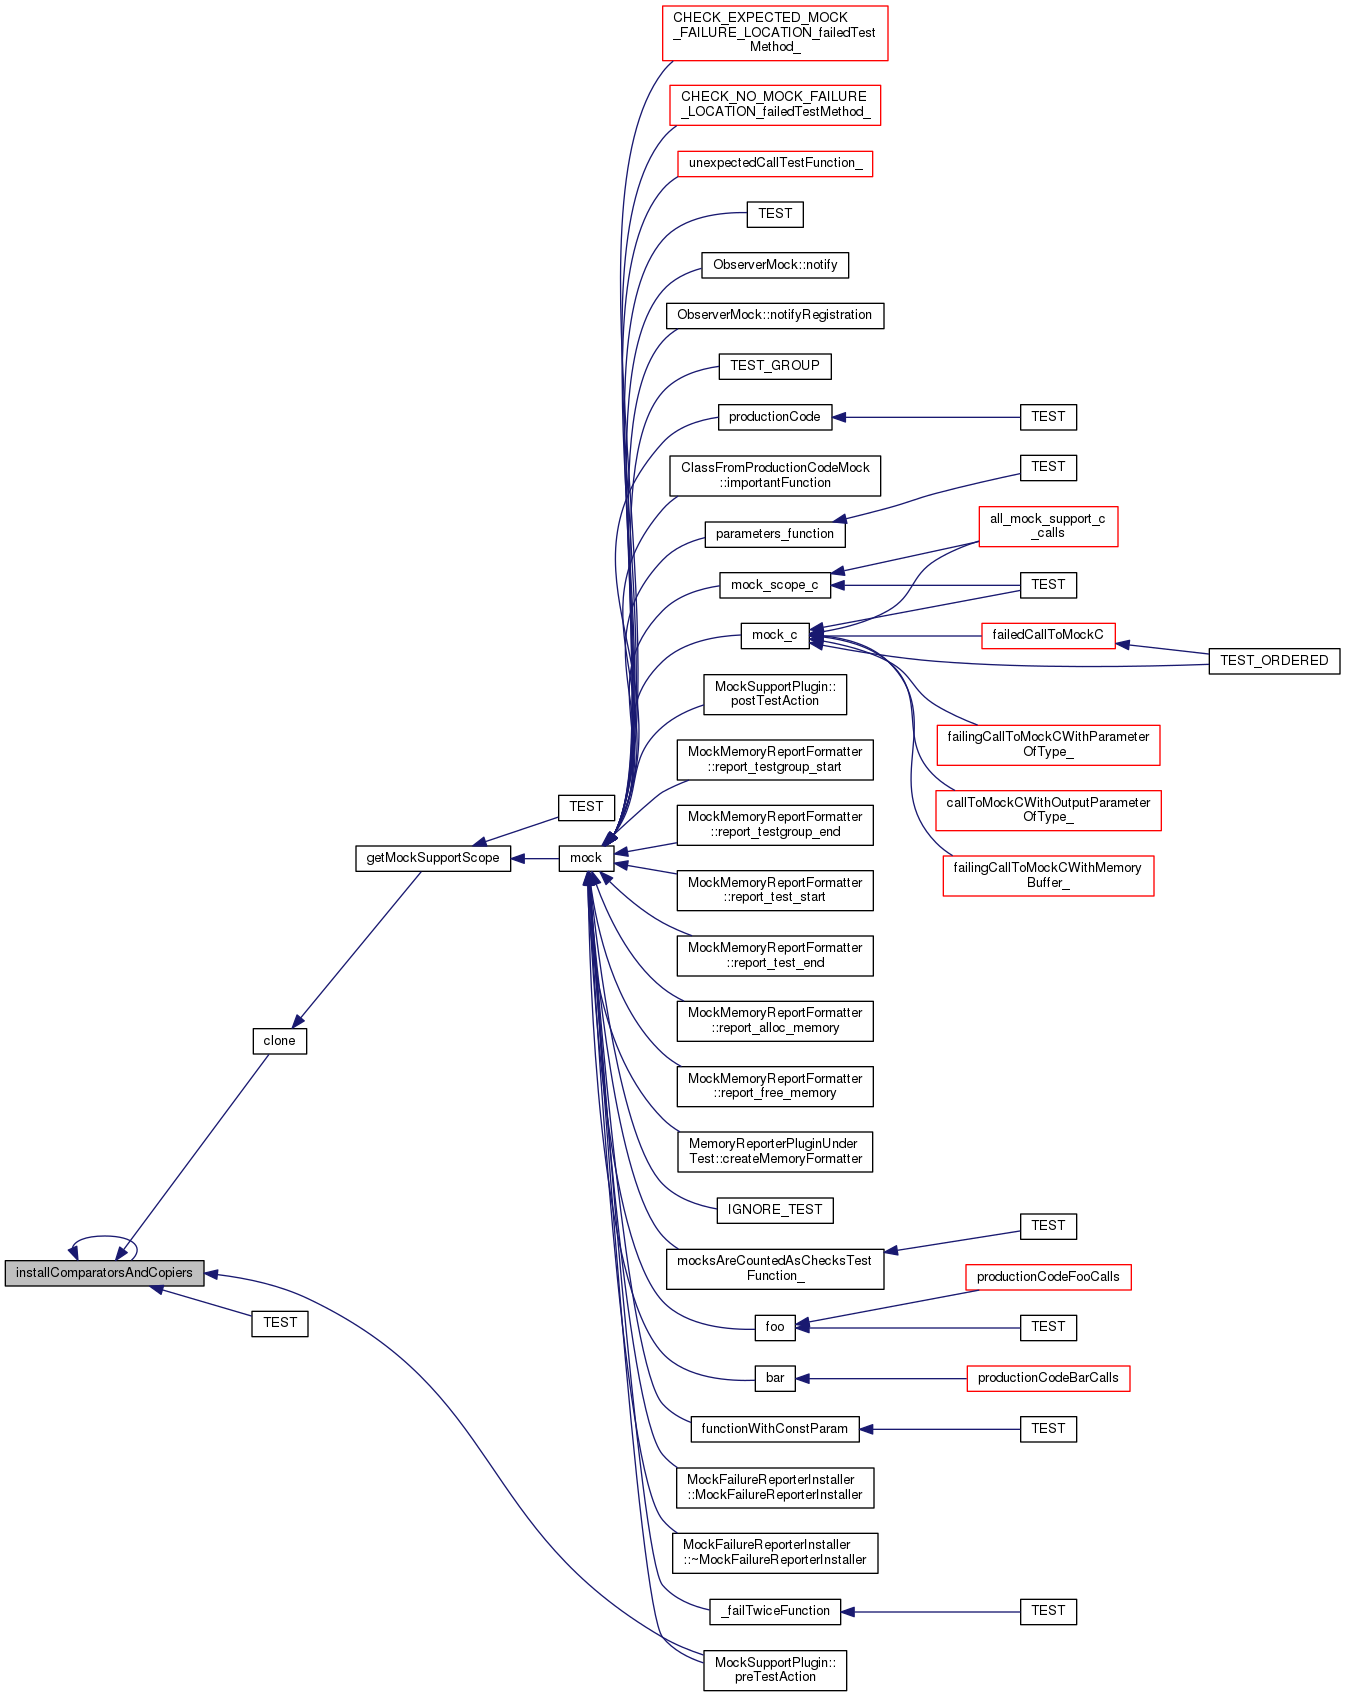 CHECK_EXPECTED_MOCK
_FAILURE_LOCATION_failedTest
Method_
CHECK_NO_MOCK_FAILURE
_LOCATION_failedTestMethod_
unexpectedCallTestFunction_
TEST
ObserverMock::notify
ObserverMock::notifyRegistration
TEST_GROUP
productionCode
TEST
ClassFromProductionCodeMock
::importantFunction
TEST
parameters_function
all_mock_support_c
_calls
mock_scope_c
TEST
mock_c
failedCallToMockC
TEST_ORDERED
MockSupportPlugin::
postTestAction
failingCallToMockCWithParameter
OfType_
MockMemoryReportFormatter
::report_testgroup_start
callToMockCWithOutputParameter
OfType_
TEST
MockMemoryReportFormatter
::report_testgroup_end
getMockSupportScope
mock
failingCallToMockCWithMemory
Buffer_
MockMemoryReportFormatter
::report_test_start
MockMemoryReportFormatter
::report_test_end
MockMemoryReportFormatter
::report_alloc_memory
clone
MockMemoryReportFormatter
::report_free_memory
MemoryReporterPluginUnder
Test::createMemoryFormatter
IGNORE_TEST
TEST
mocksAreCountedAsChecksTest
Function_
installComparatorsAndCopiers
productionCodeFooCalls
TEST
foo
TEST
bar
productionCodeBarCalls
functionWithConstParam
TEST
MockFailureReporterInstaller
::MockFailureReporterInstaller
MockFailureReporterInstaller
::~MockFailureReporterInstaller
_failTwiceFunction
TEST
MockSupportPlugin::
preTestAction